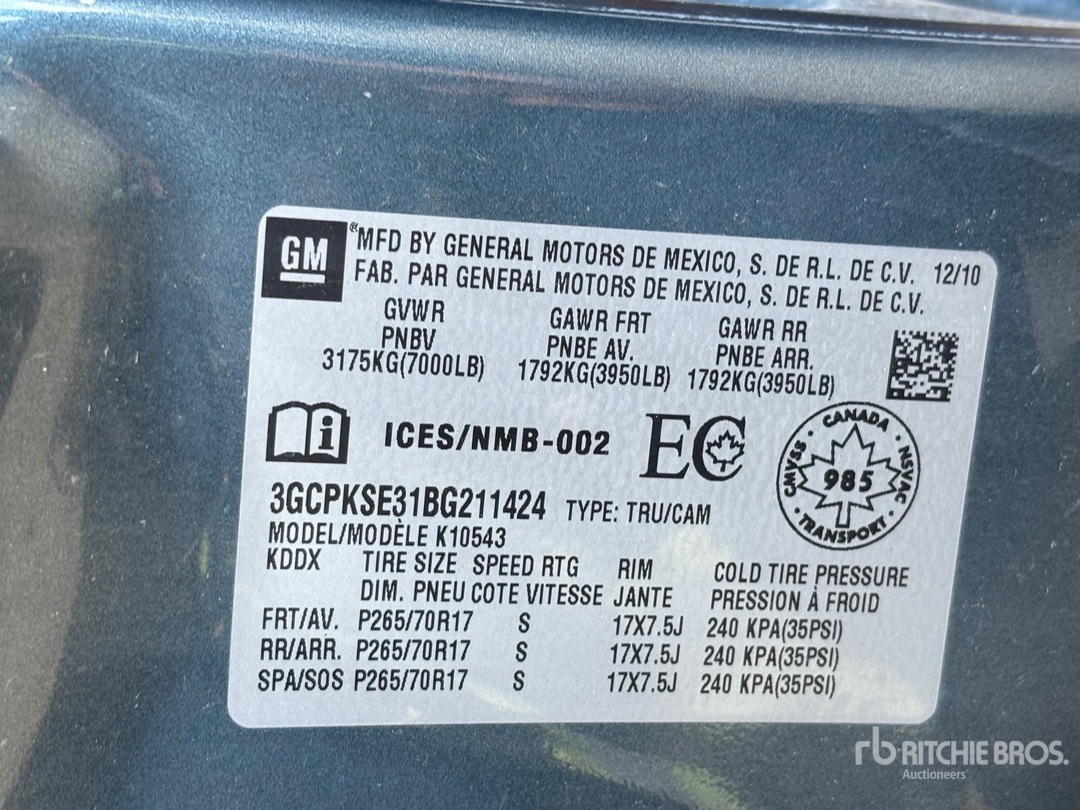 GM
®MFD BY GENERAL MOTORS DE MEXICO, S. DE R.L. DE C.V. 12/10
FAB. PAR GENERAL MOTORS DE MEXICO, S. DE R.L. DE C.V.
GVWR GAWR FRT GAWR RR
PNBV PNBE AV. PNBE ARR.
3175KG(7000LB) 1792KG(3950LB) 1792KG(3950LB)
i ICES/NMB-002 EC
CANADA
CMVSS 985 NSVAC
TRANSPORT
3GCPKSE31BG211424 TYPE: TRU/CAM
MODEL/MODÈLE K10543
KDDX TIRE SIZE SPEED RTG RIM COLD TIRE PRESSURE
DIM. PNEU COTE VITESSE JANTE PRESSION À FROID
FRT/AV. P265/70R17 S 17X7.5J 240 KPA(35PSI)
RR/ARR. P265/70R17 S 17X7.5J 240 KPA(35PSI)
SPA/SOS P265/70R17 S 17X7.5J 240 KPA(35PSI)
rb RITCHIE BROS.
Auctioneers